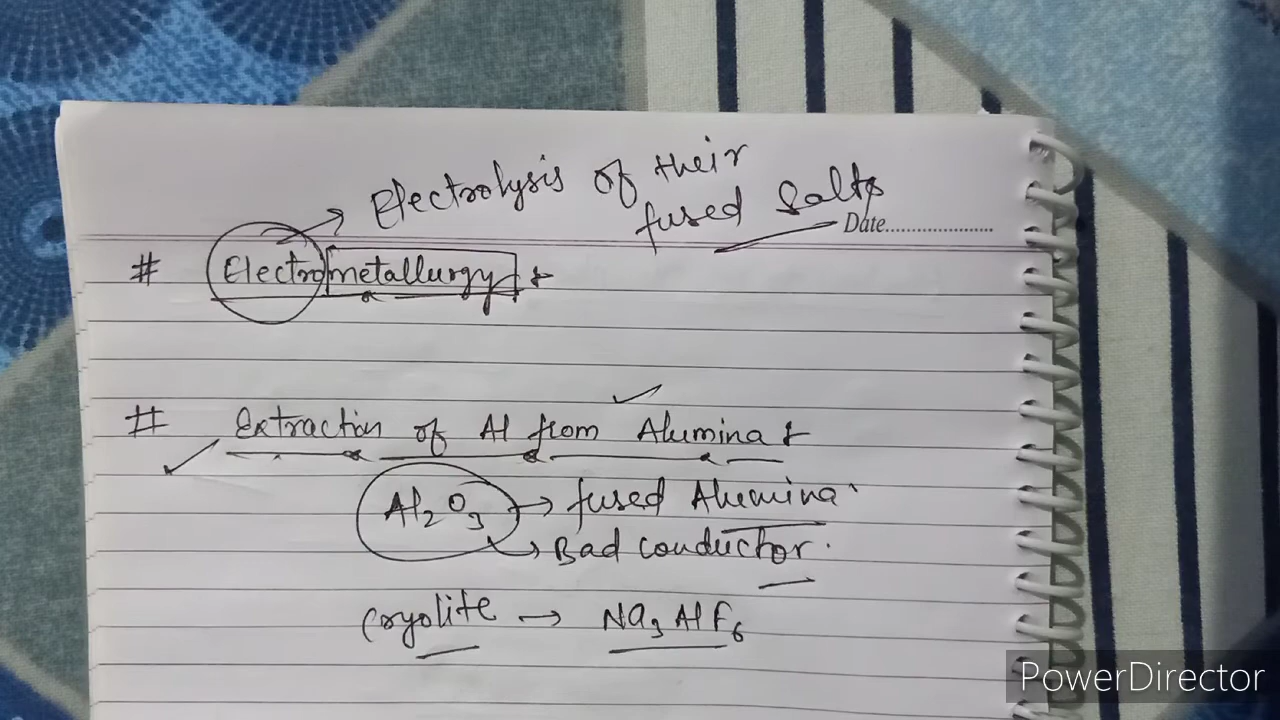 Electrolysis of their
fused Salts
Date......................
# Electrometallurgy :
# Extraction of Al from Alumina :
Al2O3 → fused Alumina
→ Bad conductor.
Cryolite → Na3AlF6
PowerDirector